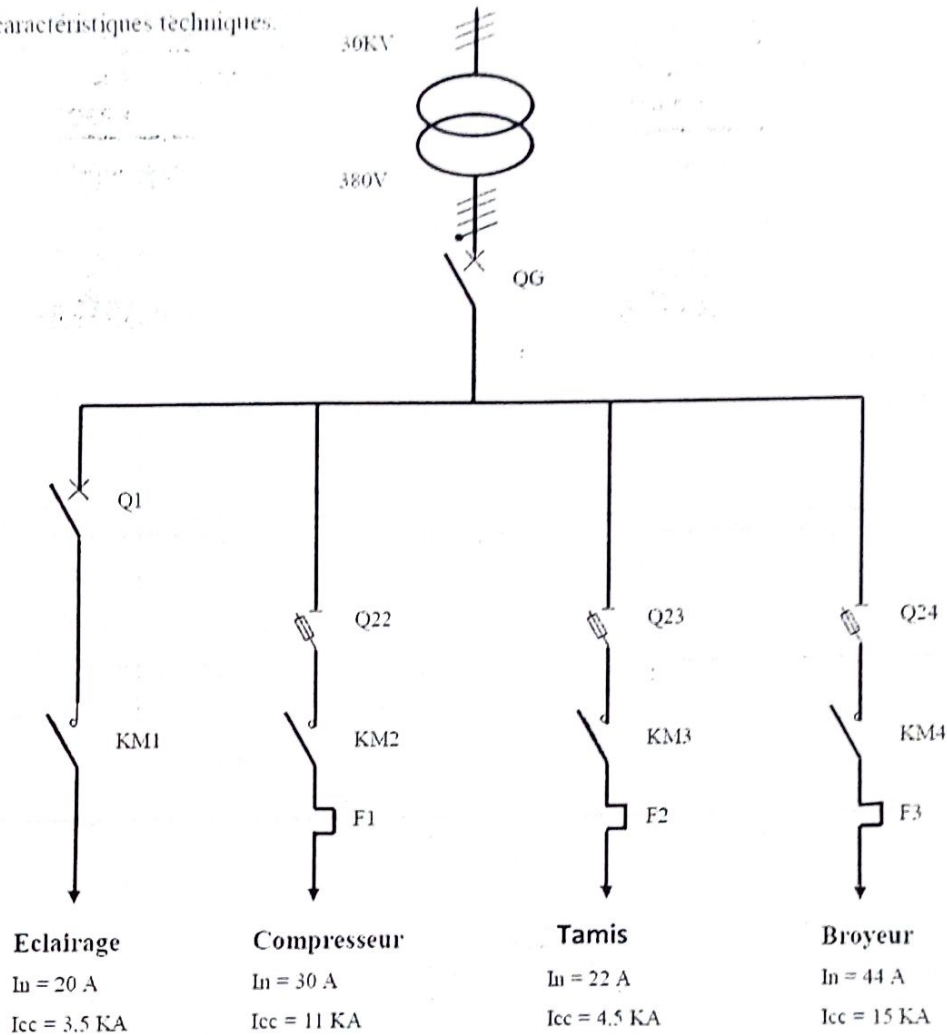 caractéristiques techniques.
30KV
380V
QG
Q1
Q22
Q23
Q24
KM1
KM2
KM3
KM4
F1
F2
F3
Eclairage
Compresseur
Tamis
Broyeur
In = 20 A
In = 30 A
In = 22 A
In = 44 A
Icc = 3.5 KA
Icc = 11 KA
Icc = 4.5 KA
Icc = 15 KA